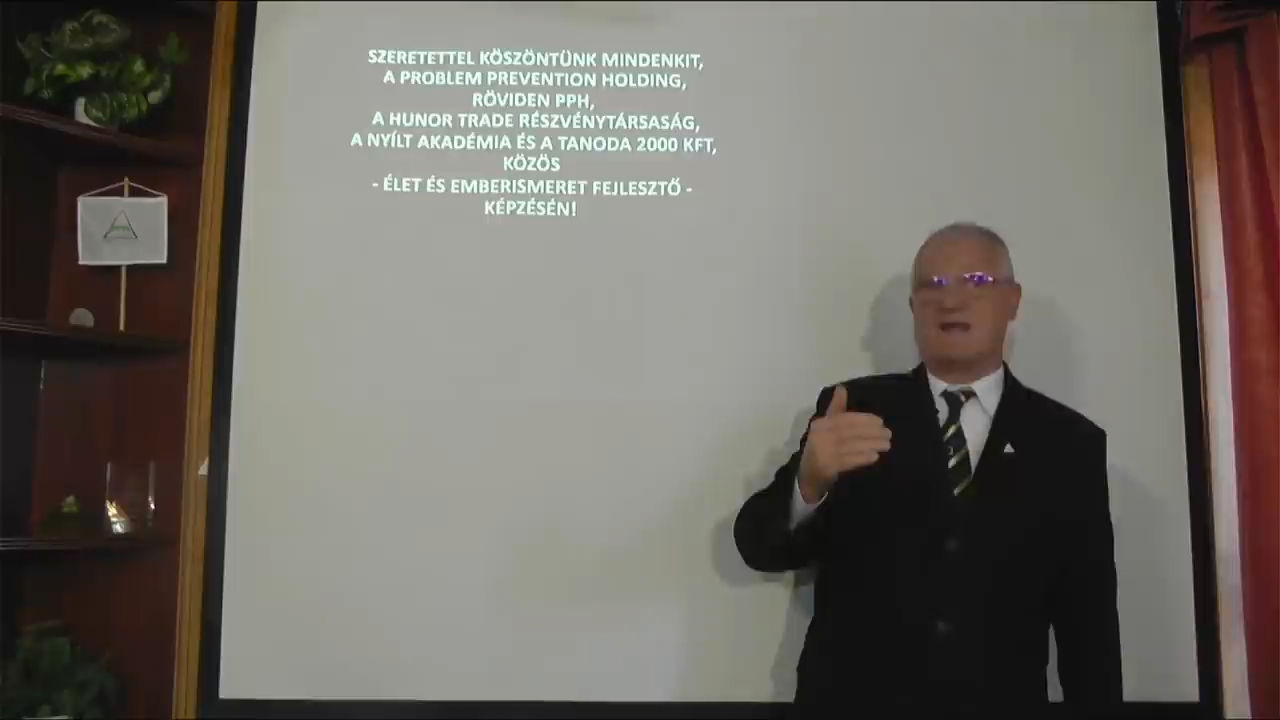 SZERETETTEL KÖSZÖNTÜNK MINDENKIT,
A PROBLEM PREVENTION HOLDING,
RÖVIDEN PPH,
A HUNOR TRADE RÉSZVÉNYTÁRSASÁG,
A NYÍLT AKADÉMIA ÉS A TANODA 2000 KFT,
KÖZÖS
- ÉLET ÉS EMBERISMERET FEJLESZTŐ -
KÉPZÉSÉN!